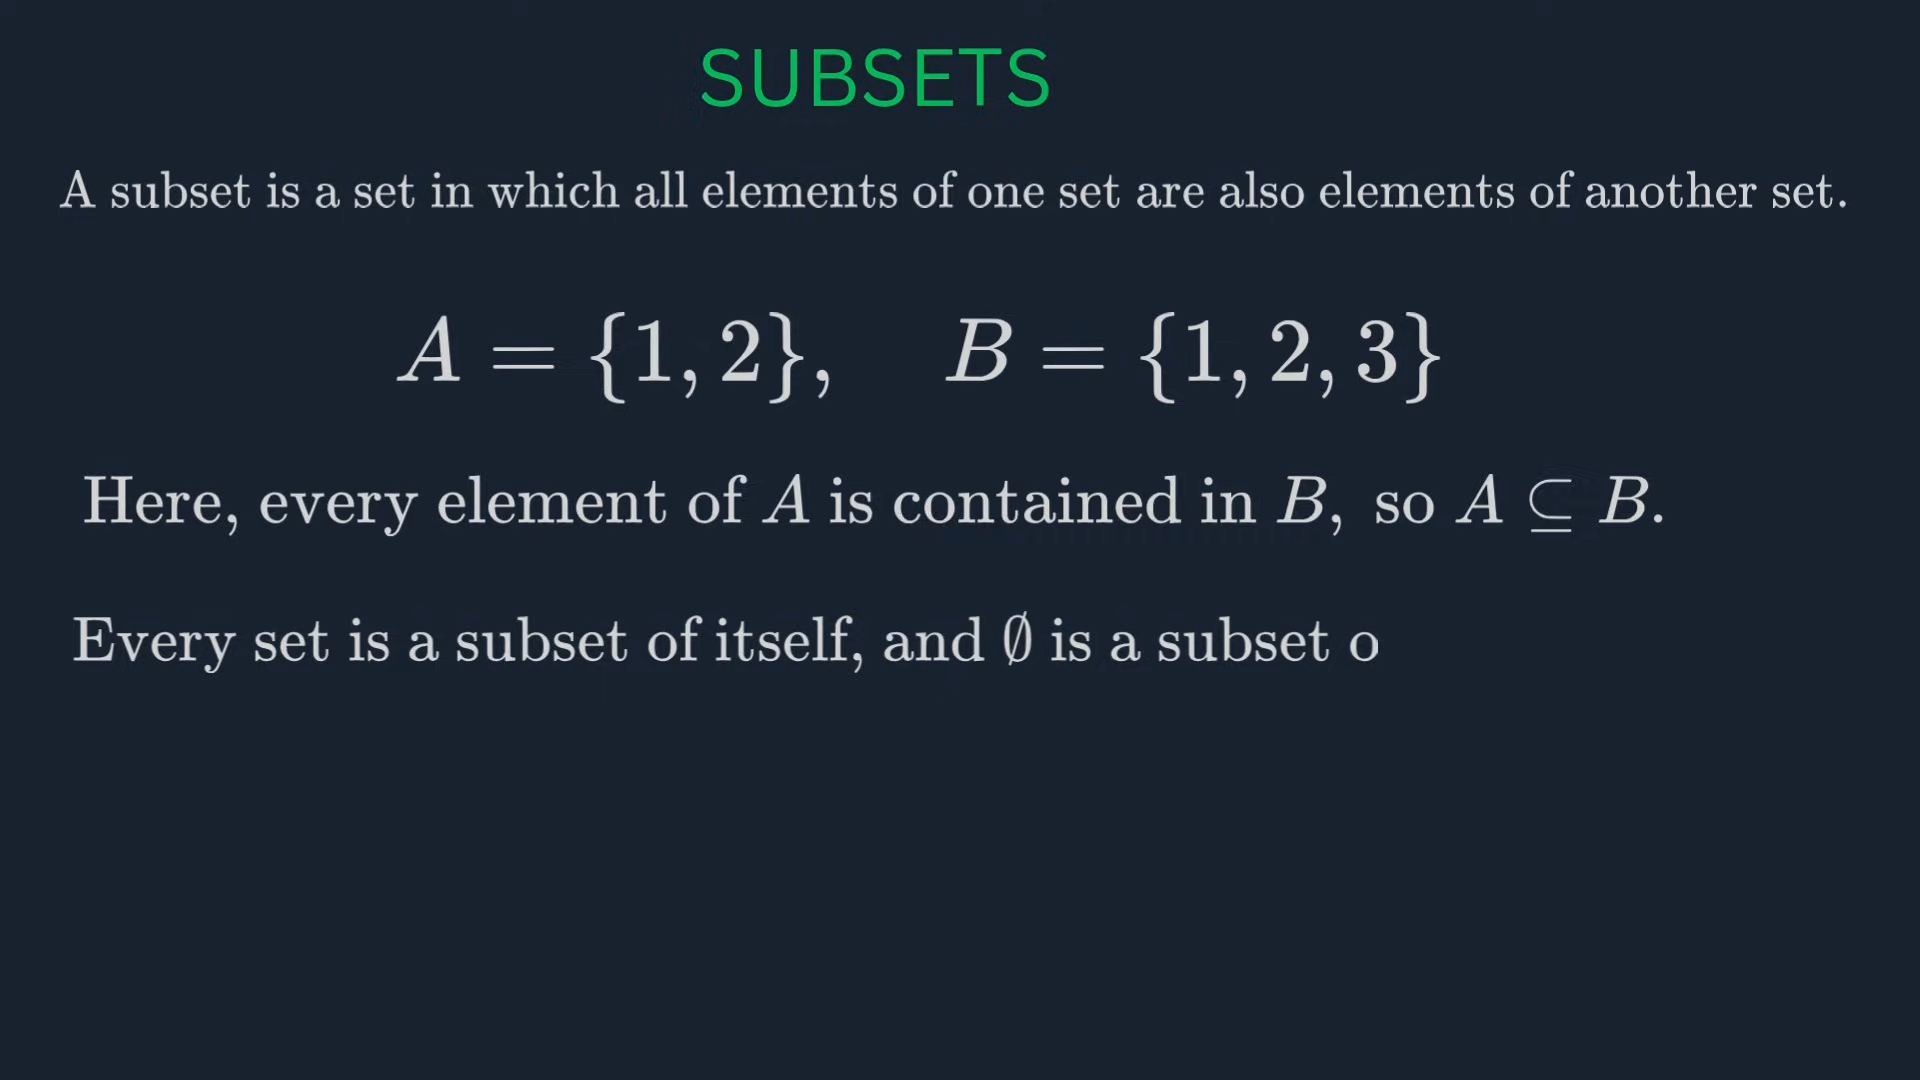 SUBSETS
A subset is a set in which all elements of one set are also elements of another set.
A = {1, 2}, B = {1, 2, 3}
Here, every element of A is contained in B, so A ⊆ B.
Every set is a subset of itself, and ∅ is a subset o